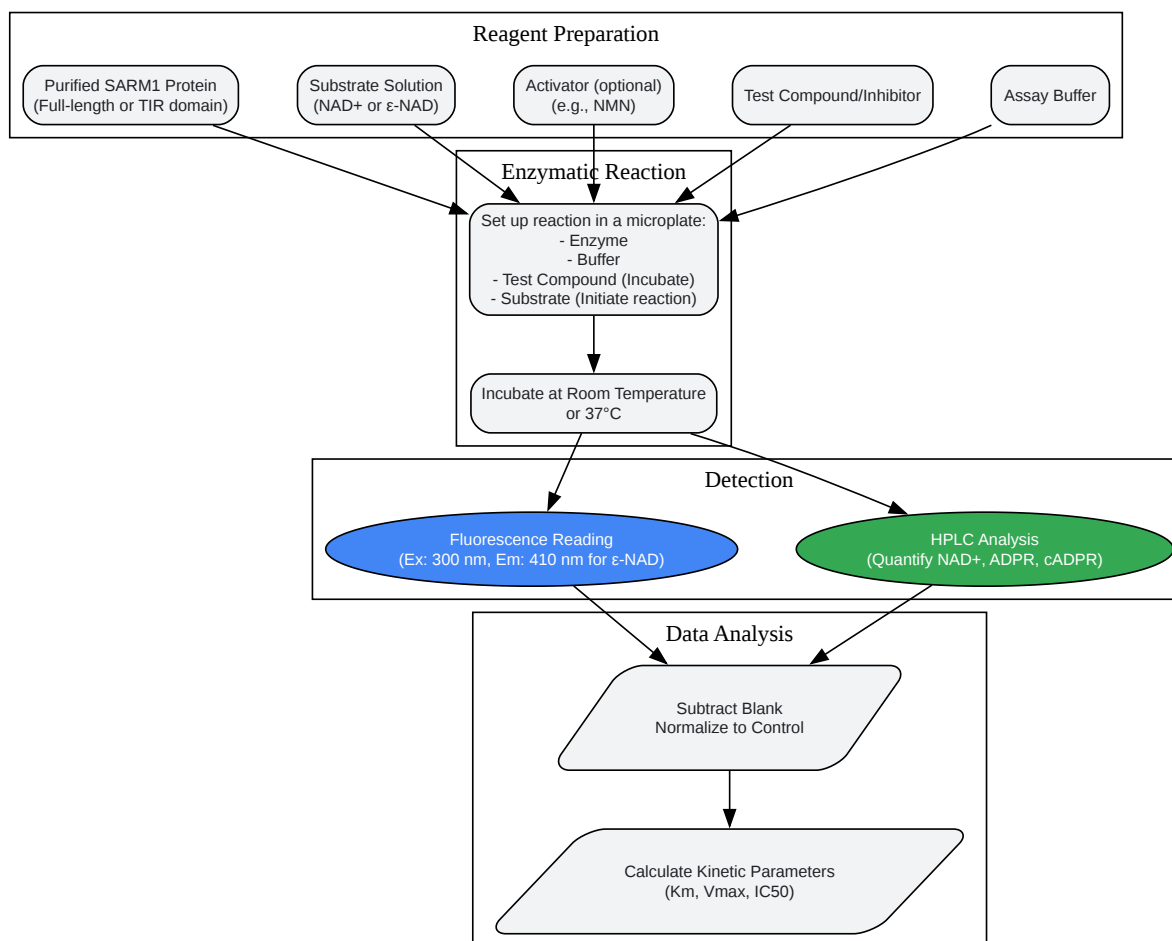 Reagent Preparation
Purified SARM1 Protein
(Full-length or TIR domain)
Substrate Solution
(NAD+ or ε-NAD)
Activator (optional)
(e.g., NMN)
Test Compound/Inhibitor
Assay Buffer
Enzymatic Reaction
Set up reaction in a microplate:
- Enzyme
- Buffer
- Test Compound (Incubate)
- Substrate (Initiate reaction)
Incubate at Room Temperature
or 37°C
Detection
Fluorescence Reading
(Ex: 300 nm, Em: 410 nm for ε-NAD)
HPLC Analysis
(Quantify NAD+, ADPR, cADPR)
Data Analysis
Subtract Blank
Normalize to Control
Calculate Kinetic Parameters
(Km, Vmax, IC50)